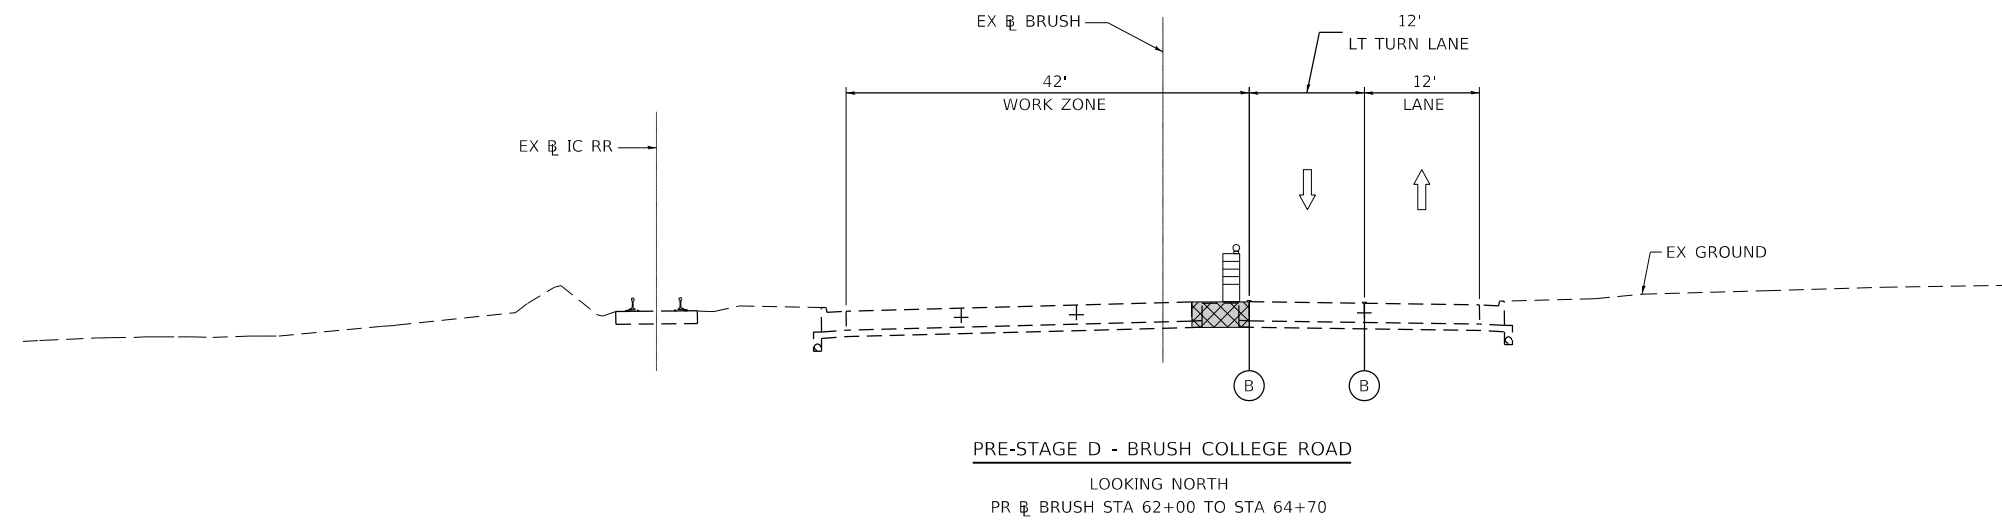 EX ℄ BRUSH
12'
LT TURN LANE
42'
WORK ZONE
12'
LANE
EX ℄ IC RR
EX GROUND
B
B
PRE-STAGE D - BRUSH COLLEGE ROAD
LOOKING NORTH
PR ℄ BRUSH STA 62+00 TO STA 64+70